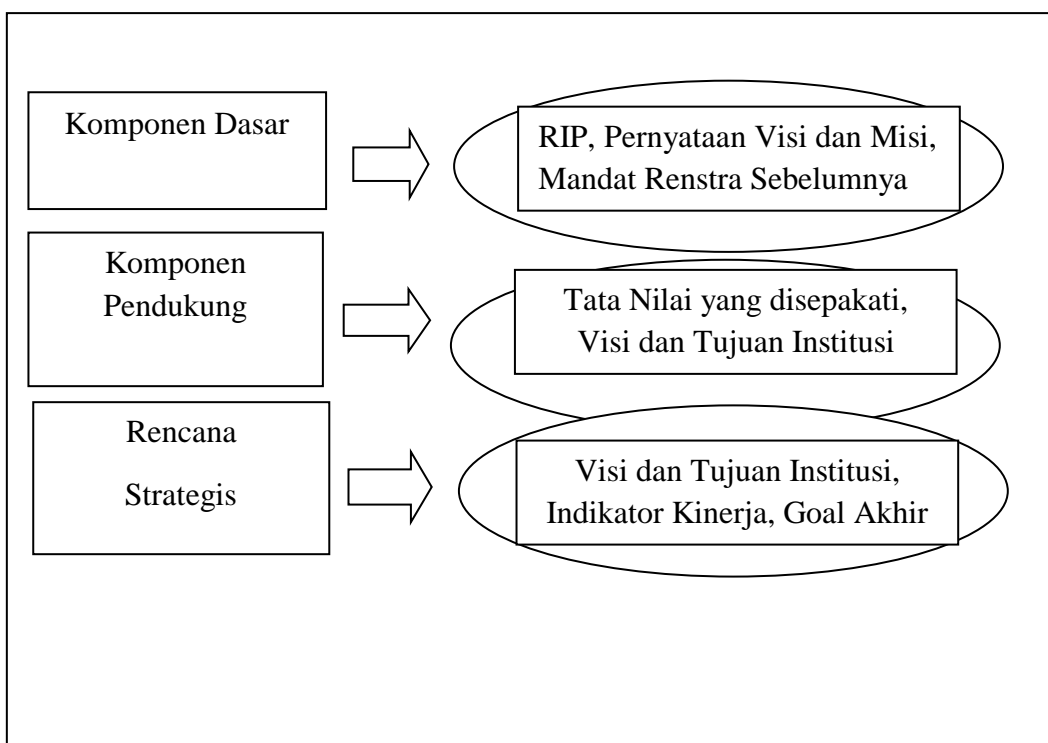 Komponen Dasar
RIP, Pernyataan Visi dan Misi,
Mandat Renstra Sebelumnya
Komponen
Pendukung
Tata Nilai yang disepakati,
Visi dan Tujuan Institusi
Rencana
Strategis
Visi dan Tujuan Institusi,
Indikator Kinerja, Goal Akhir